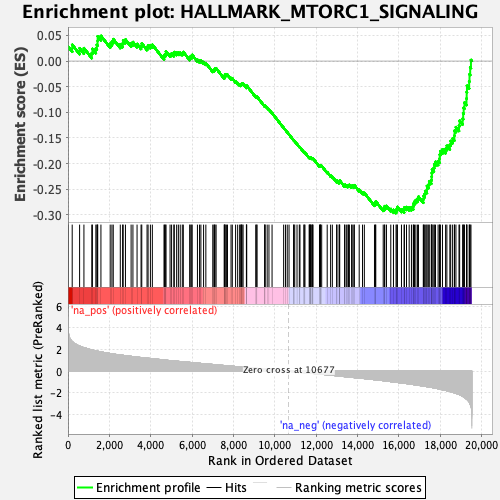 Enrichment plot: HALLMARK_MTORC1_SIGNALING
Enrichment score (ES)
0.05
0.00
-0.05
-0.10
-0.15
-0.20
-0.25
-0.30
'na_pos' (positively correlated)
Ranked list metric (PreRanked)
6
4
2
0
-2
-4
Zero cross at 10677
'na_neg' (negatively correlated)
0
2,000
4,000
6,000
8,000
10,000
12,000
14,000
16,000
18,000
20,000
Rank in Ordered Dataset
Enrichment profile
Hits
Ranking metric scores